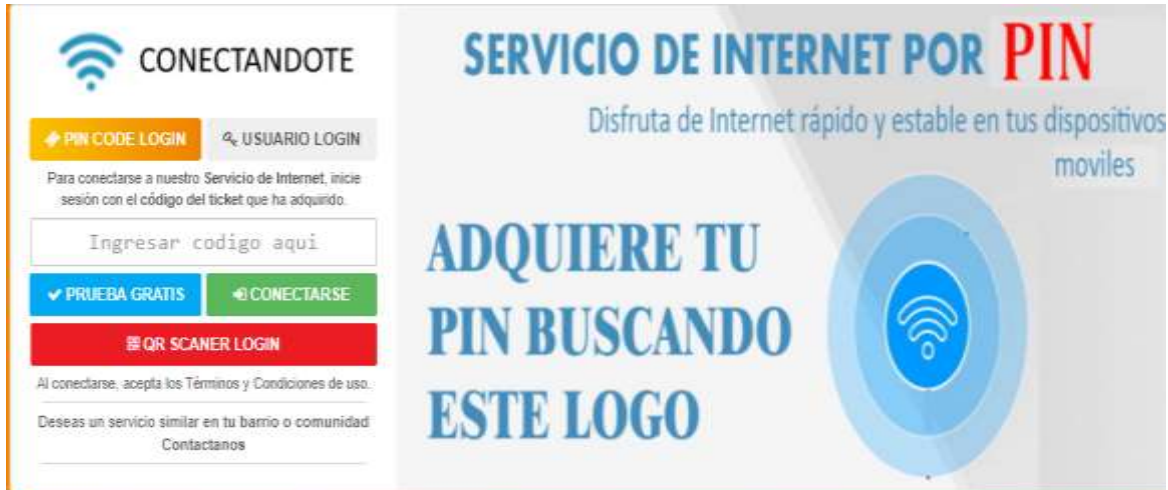 CONECTANDOTE
PIN CODE LOGIN
USUARIO LOGIN
Para conectarse a nuestro Servicio de Internet, inicie
sesión con el código del ticket que ha adquirido.
Ingresar codigo aqui
PRUEBA GRATIS
CONECTARSE
QR SCANER LOGIN
Al conectarse, acepta los Términos y Condiciones de uso.
Deseas un servicio similar en tu barrio o comunidad
Contactanos
SERVICIO DE INTERNET POR PIN
Disfruta de Internet rápido y estable en tus dispositivos
moviles
ADQUIERE TU
PIN BUSCANDO
ESTE LOGO